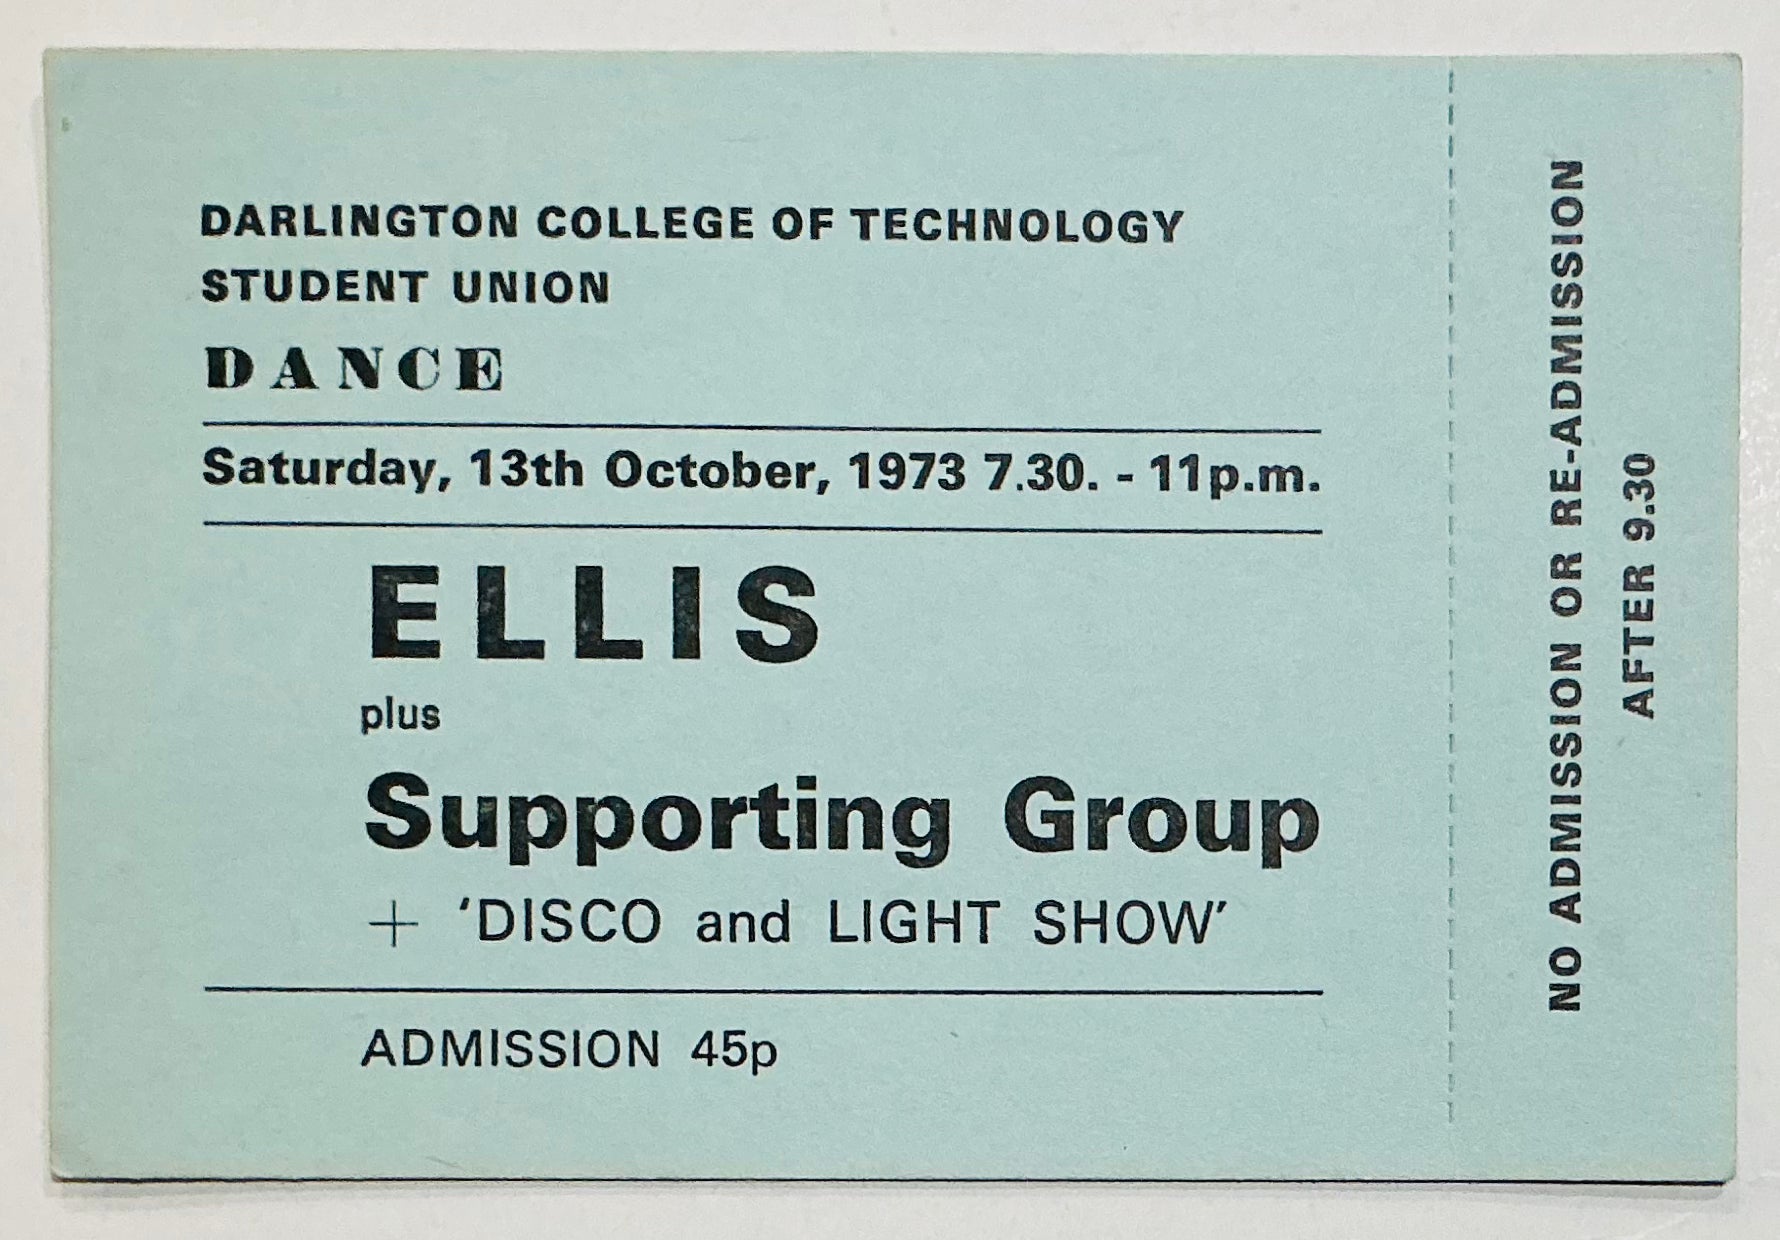 DARLINGTON COLLEGE OF TECHNOLOGY
STUDENT UNION
DANCE
Saturday, 13th October, 1973 7.30. - 11p.m.
ELLIS
plus
Supporting Group
+ 'DISCO and LIGHT SHOW'
ADMISSION 45p
NO ADMISSION OR RE-ADMISSION
AFTER 9.30